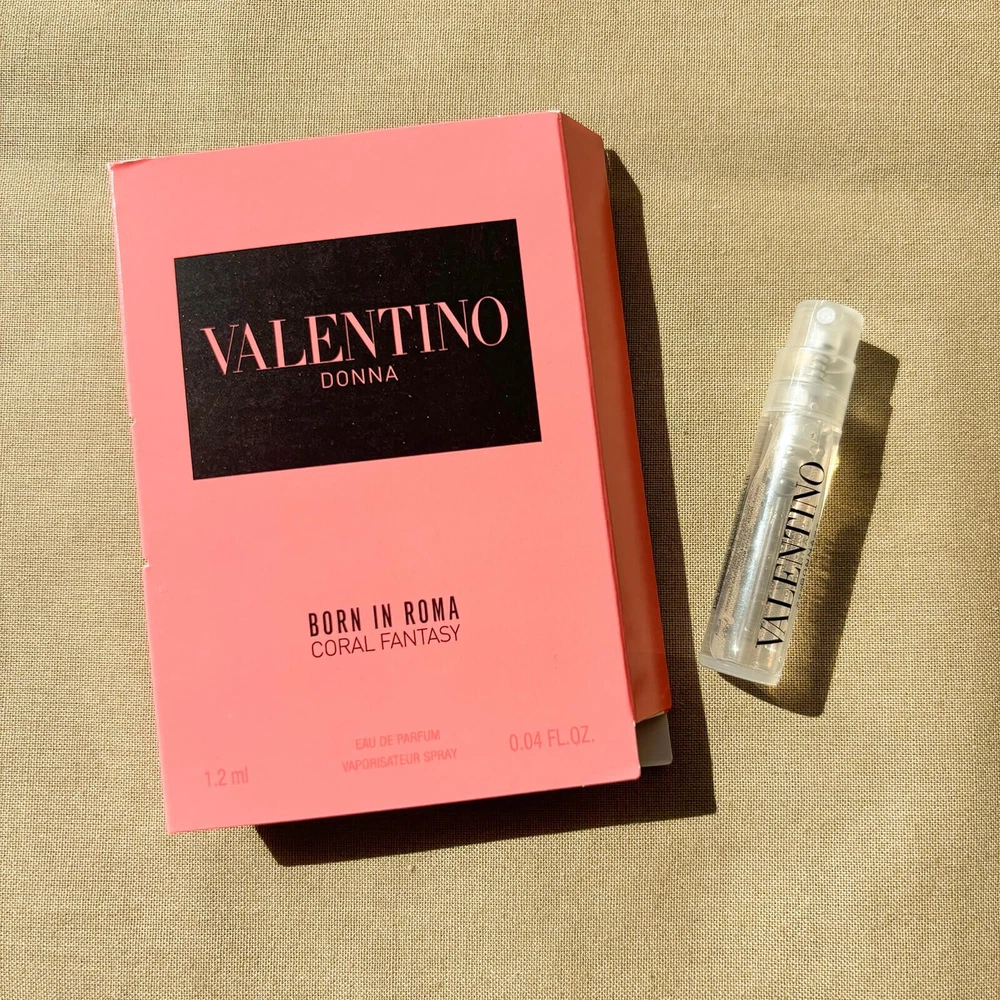 VALENTINO
DONNA
BORN IN ROMA
CORAL FANTASY
EAU DE PARFUM
VAPORISATEUR SPRAY
1.2 ml
0.04 FL.OZ.
VALENTINO